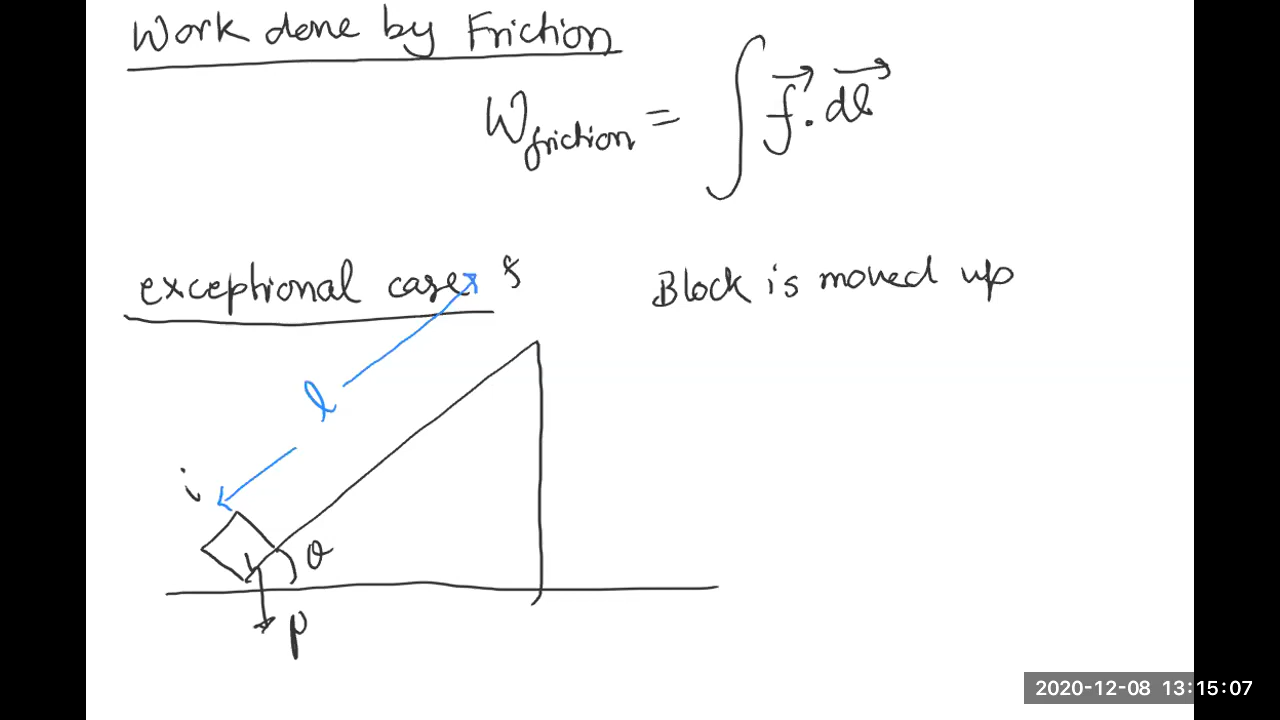 Work done by Friction
W friction = ∫ f⃗ . dl⃗
exceptional case
Block is moved up
l
i
θ
2020-12-08 13:15:07